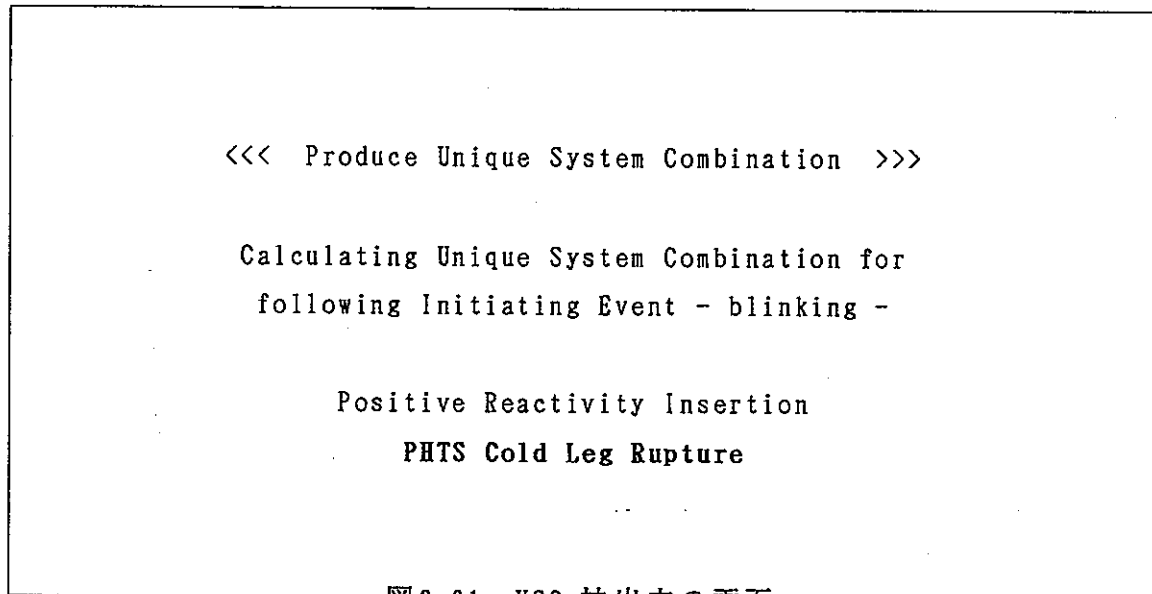 <<< Produce Unique System Combination >>>
Calculating Unique System Combination for
following Initiating Event - blinking -
Positive Reactivity Insertion
PHTS Cold Leg Rupture